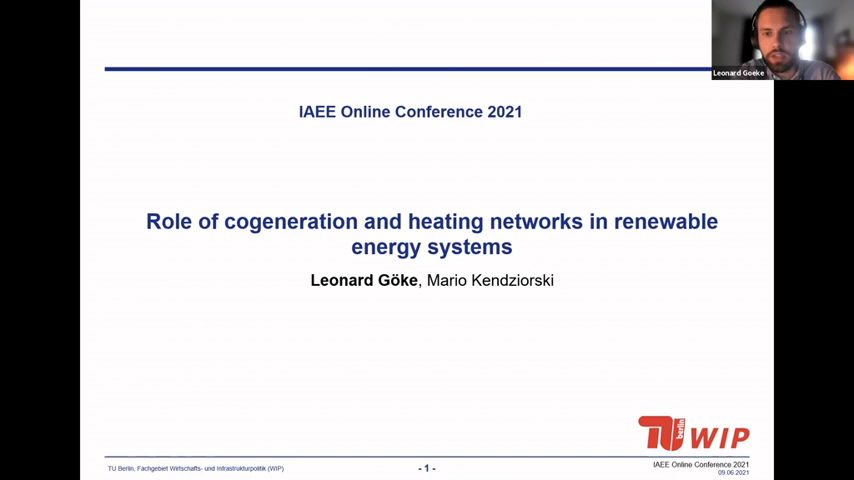 Leonard Goeke
IAEE Online Conference 2021
Role of cogeneration and heating networks in renewable
energy systems
Leonard Göke, Mario Kendziorski
TU berlin WIP
TU Berlin, Fachgebiet Wirtschafts- und Infrastrukturpolitik (WIP)
- 1 -
IAEE Online Conference 2021
09.06.2021